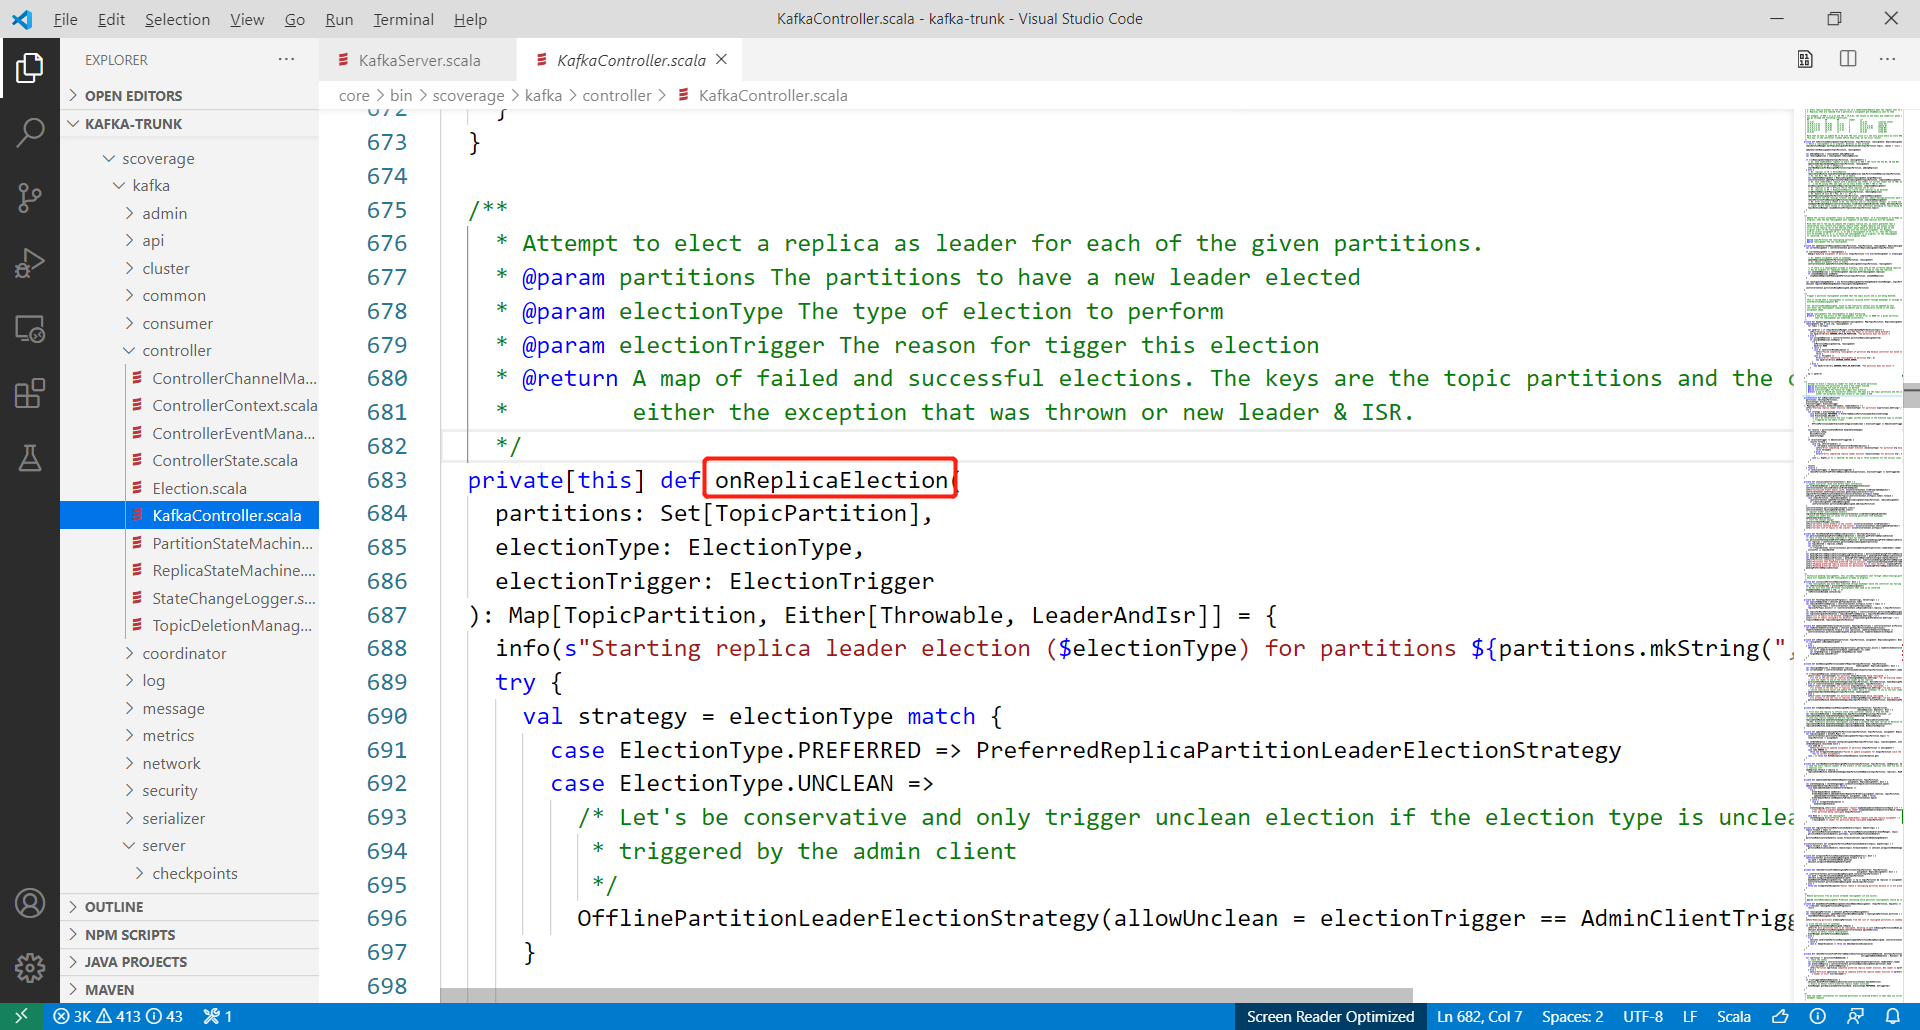 File Edit Selection View Go Run Terminal Help
KafkaController.scala - kafka-trunk - Visual Studio Code
EXPLORER
OPEN EDITORS
KAFKA-TRUNK
scoverage
kafka
admin
api
cluster
common
consumer
controller
ControllerChannelMa...
ControllerContext.scala
ControllerEventMana...
ControllerState.scala
Election.scala
KafkaController.scala
PartitionStateMachin...
ReplicaStateMachine....
StateChangeLogger.s...
TopicDeletionManag...
coordinator
log
message
metrics
network
security
serializer
server
checkpoints
OUTLINE
NPM SCRIPTS
JAVA PROJECTS
MAVEN
KafkaServer.scala
KafkaController.scala
core > bin > scoverage > kafka > controller > KafkaController.scala
672 }
673 }
674
675 /**
676 * Attempt to elect a replica as leader for each of the given partitions.
677 * @param partitions The partitions to have a new leader elected
678 * @param electionType The type of election to perform
679 * @param electionTrigger The reason for tigger this election
680 * @return A map of failed and successful elections. The keys are the topic partitions and the
681 * either the exception that was thrown or new leader & ISR.
682 */
683 private[this] def onReplicaElection(
684 partitions: Set[TopicPartition],
685 electionType: ElectionType,
686 electionTrigger: ElectionTrigger
687 ): Map[TopicPartition, Either[Throwable, LeaderAndIsr]] = {
688 info(s"Starting replica leader election ($electionType) for partitions ${partitions.mkString(",
689 try {
690 val strategy = electionType match {
691 case ElectionType.PREFERRED => PreferredReplicaPartitionLeaderElectionStrategy
692 case ElectionType.UNCLEAN =>
693 /* Let's be conservative and only trigger unclean election if the election type is unclea
694 * triggered by the admin client
695 */
696 OfflinePartitionLeaderElectionStrategy(allowUnclean = electionTrigger == AdminClientTrigg
697 }
698
3K 413 43 1
Screen Reader Optimized Ln 682, Col 7 Spaces: 2 UTF-8 LF Scala